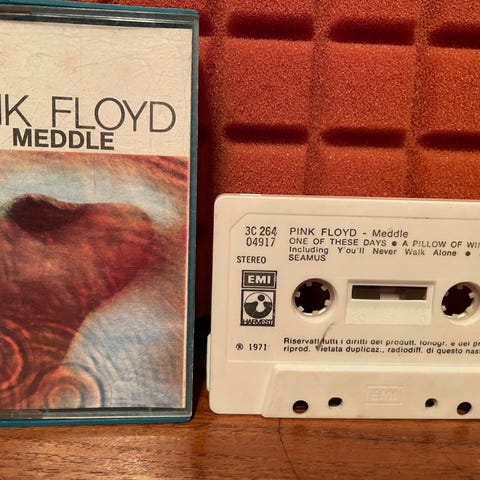 NK FLOYD
MEDDLE
3C 264
04917
STEREO
EMI
HARVEST
℗ 1971
PINK FLOYD - Meddle
ONE OF THESE DAYS ● A PILLOW OF WIN
Including You'll Never Walk Alone ●
SEAMUS
Riservati tutti i diritti del produtt. fonogr. e del pr
riprod. Vietata duplicaz., radiodiff. di questo nas
EMI